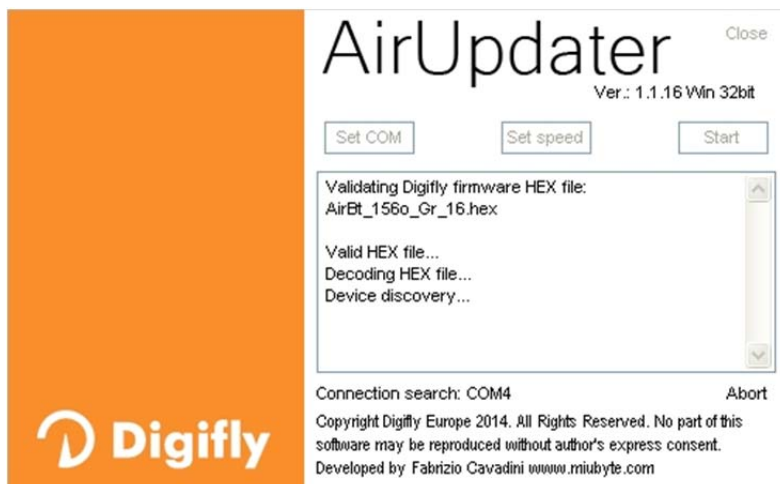 AirUpdater
Close
Ver.: 1.1.16 Win 32bit
Set COM
Set speed
Start
Validating Digifly firmware HEX file:
AirBt_156o_Gr_16.hex
Valid HEX file...
Decoding HEX file...
Device discovery...
Connection search: COM4
Abort
Copyright Digifly Europe 2014. All Rights Reserved. No part of this
software may be reproduced without author's express consent.
Developed by Fabrizio Cavadini www.miubyte.com
Digifly